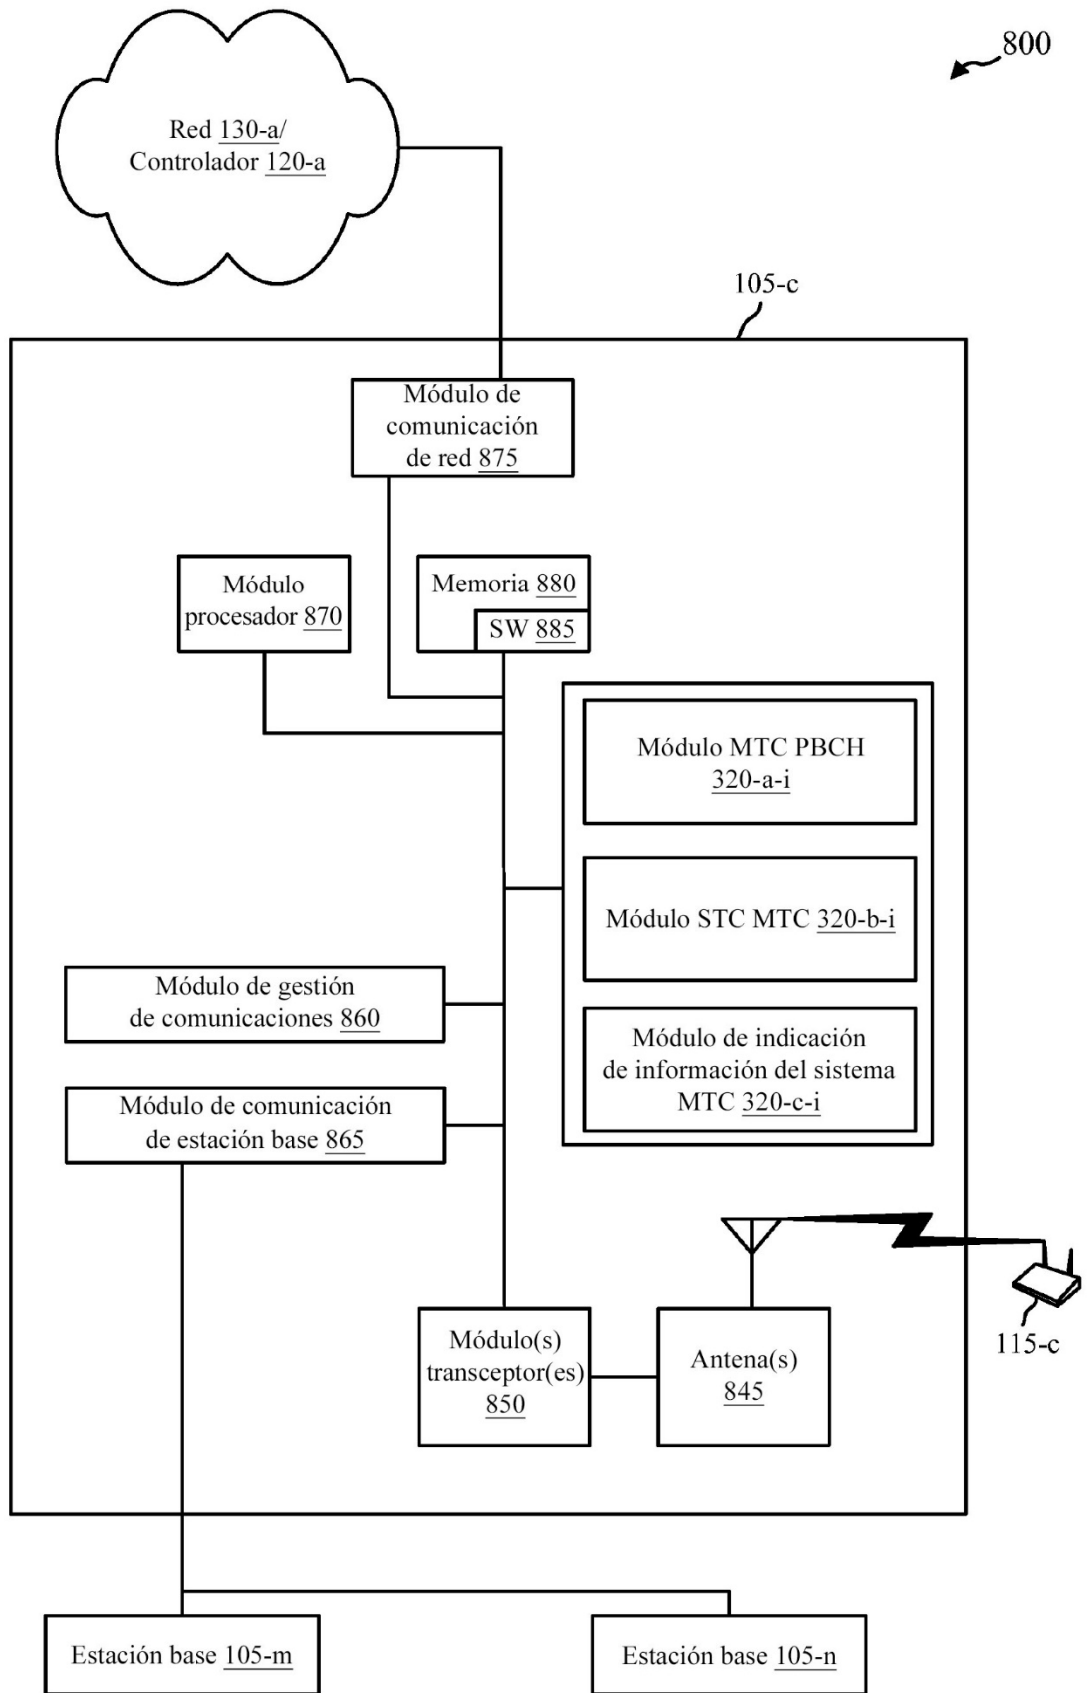 800
Red 130-a/
Controlador 120-a
105-c
Módulo de
comunicación
de red 875
Módulo
procesador 870
Memoria 880
SW 885
Módulo MTC PBCH
320-a-i
Módulo STC MTC 320-b-i
Módulo de indicación
de información del sistema
MTC 320-c-i
Módulo de gestión
de comunicaciones 860
Módulo de comunicación
de estación base 865
Módulo(s)
transceptor(es)
850
Antena(s)
845
115-c
Estación base 105-m
Estación base 105-n